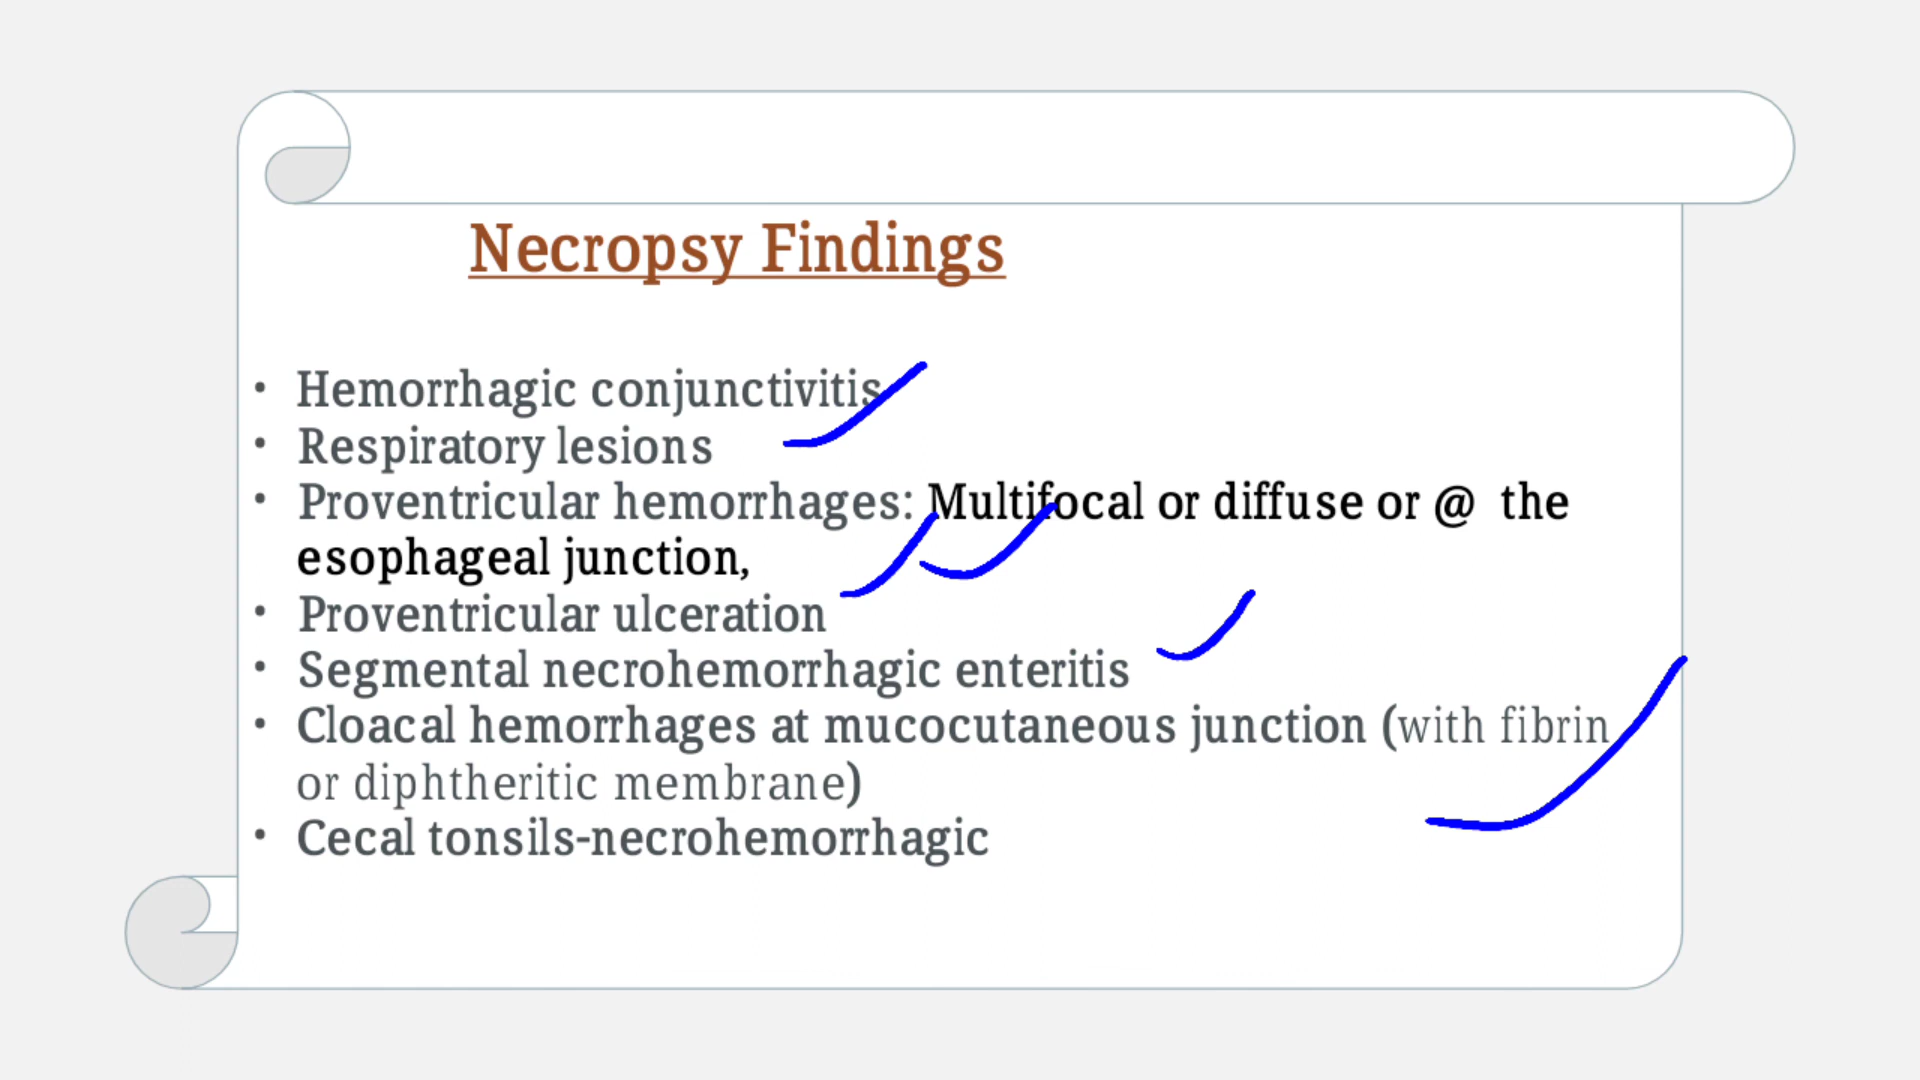 Necropsy Findings
• Hemorrhagic conjunctivitis
• Respiratory lesions
• Proventricular hemorrhages: Multifocal or diffuse or @ the
esophageal junction,
• Proventricular ulceration
• Segmental necrohemorrhagic enteritis
• Cloacal hemorrhages at mucocutaneous junction (with fibrin
or diphtheritic membrane)
• Cecal tonsils-necrohemorrhagic